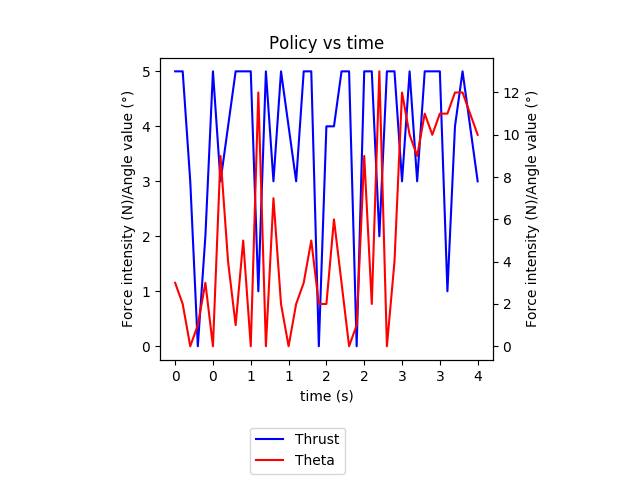 Policy vs time
Force intensity (N)/Angle value (°)
5
4
3
2
1
0
12
10
8
6
4
2
0
Force intensity (N)/Angle value (°)
0 0 1 1 2 2 3 3 4
time (s)
Thrust
Theta